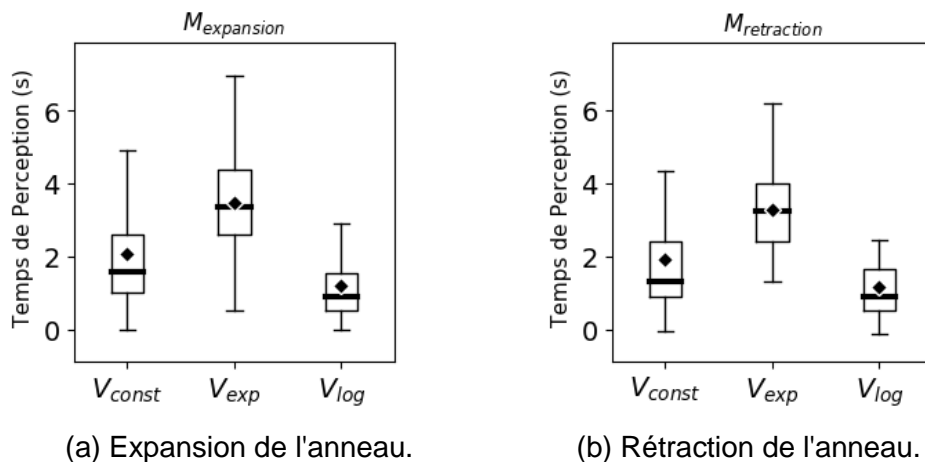 M_expansion
Temps de Perception (s)
6
4
2
0
V_const V_exp V_log
(a) Expansion de l'anneau.
M_retraction
Temps de Perception (s)
6
4
2
0
V_const V_exp V_log
(b) Rétraction de l'anneau.